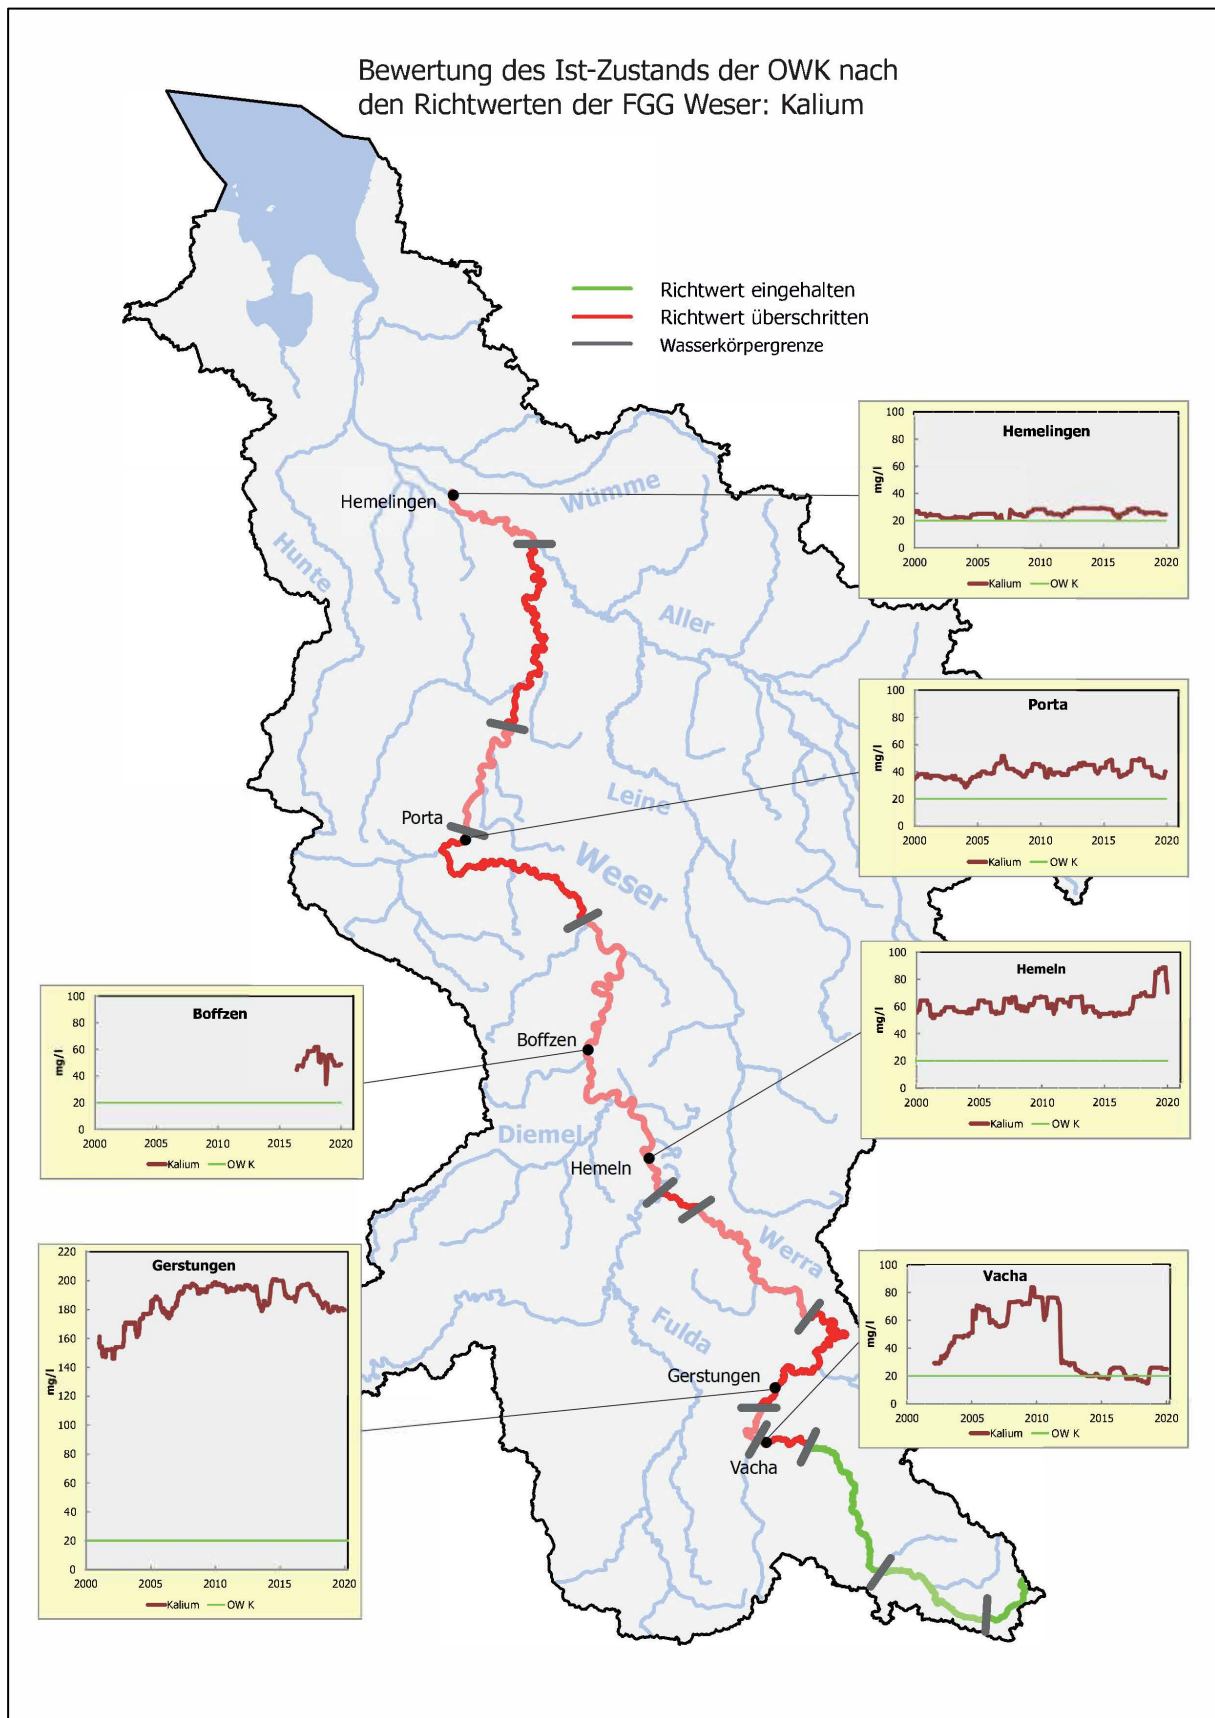 Bewertung des Ist-Zustands der OWK nach
den Richtwerten der FGG Weser: Kalium
Richtwert eingehalten
Richtwert überschritten
Wasserkörpergrenze
Hemelingen
Wümme
Hunte
Aller
Porta
Leine
Weser
Boffzen
Diemel
Hemeln
Werra
Fulda
Gerstungen
Vacha
Hemelingen
mg/l
100
80
60
40
20
0
2000 2005 2010 2015 2020
Kalium OW K
Porta
mg/l
100
80
60
40
20
0
2000 2005 2010 2015 2020
Kalium OW K
Hemeln
mg/l
100
80
60
40
20
0
2000 2005 2010 2015 2020
Kalium OW K
Boffzen
mg/l
100
80
60
40
20
0
2000 2005 2010 2015 2020
Kalium OW K
Gerstungen
mg/l
220
200
180
160
140
120
100
80
60
40
20
0
2000 2005 2010 2015 2020
Kalium OW K
Vacha
mg/l
100
80
60
40
20
0
2000 2005 2010 2015 2020
Kalium OW K